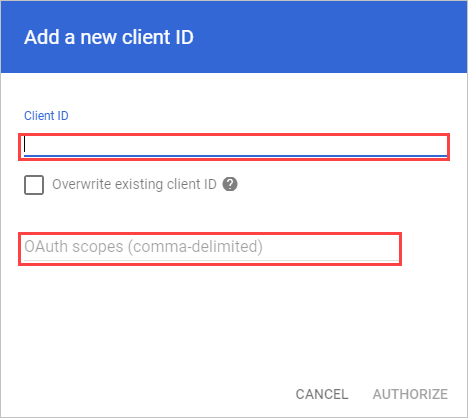 Add a new client ID
Client ID
Overwrite existing client ID ?
OAuth scopes (comma-delimited)
CANCEL AUTHORIZE